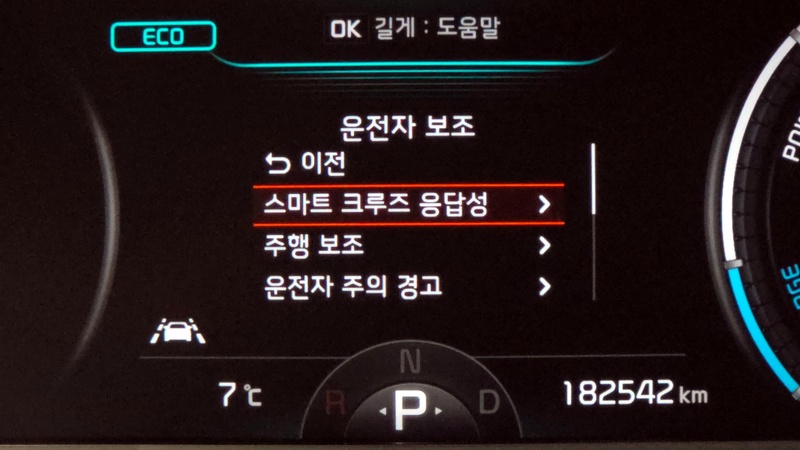 ECO
OK 길게 : 도움말
운전자 보조
이전
스마트 크루즈 응답성
주행 보조
운전자 주의 경고
N
7 ℃
R P D
182542 km